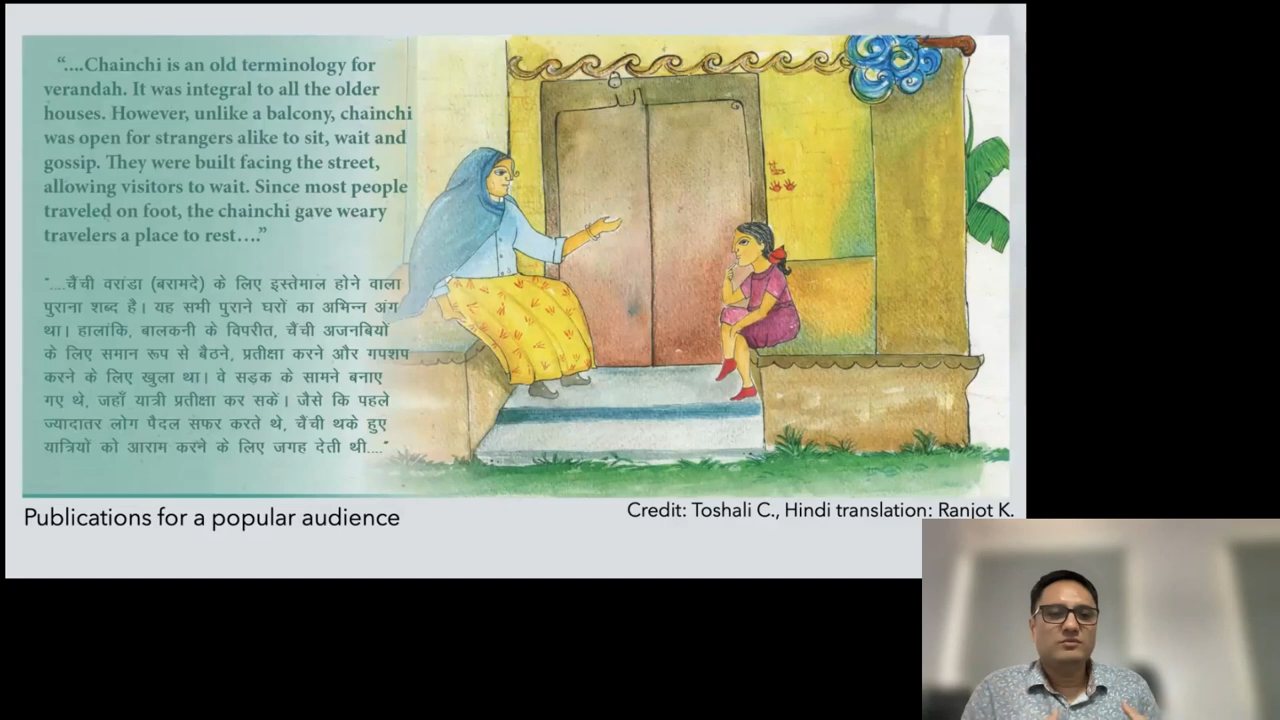 “....Chainchi is an old terminology for
verandah. It was integral to all the older
houses. However, unlike a balcony, chainchi
was open for strangers alike to sit, wait and
gossip. They were built facing the street,
allowing visitors to wait. Since most people
traveled on foot, the chainchi gave weary
travelers a place to rest....”
"....चैंची वरांडा (बरामदे) के लिए इस्तेमाल होने वाला
पुराना शब्द है। यह सभी पुराने घरों का अभिन्न अंग
था। हालांकि, बालकनी के विपरीत, चैंची अजनबियों
के लिए समान रूप से बैठने, प्रतीक्षा करने और गपशप
करने के लिए खुला था। वे सड़क के सामने बनाए
गए थे, जहाँ यात्री प्रतीक्षा कर सकें। जैसे कि पहले
ज्यादातर लोग पैदल सफर करते थे, चैंची थके हुए
यात्रियों को आराम करने के लिए जगह देती थी...."
Publications for a popular audience
Credit: Toshali C., Hindi translation: Ranjot K.